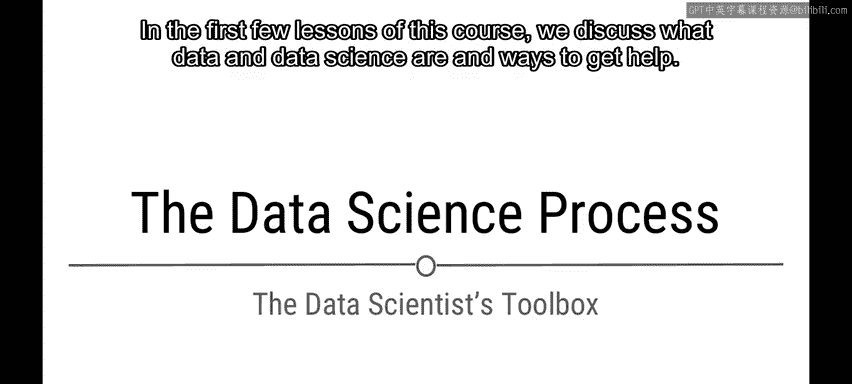 GPT中英字幕课程资源@bilibili.com
In the first few lessons of this course, we discuss what
data and data science are and ways to get help.
The Data Science Process
The Data Scientist’s Toolbox